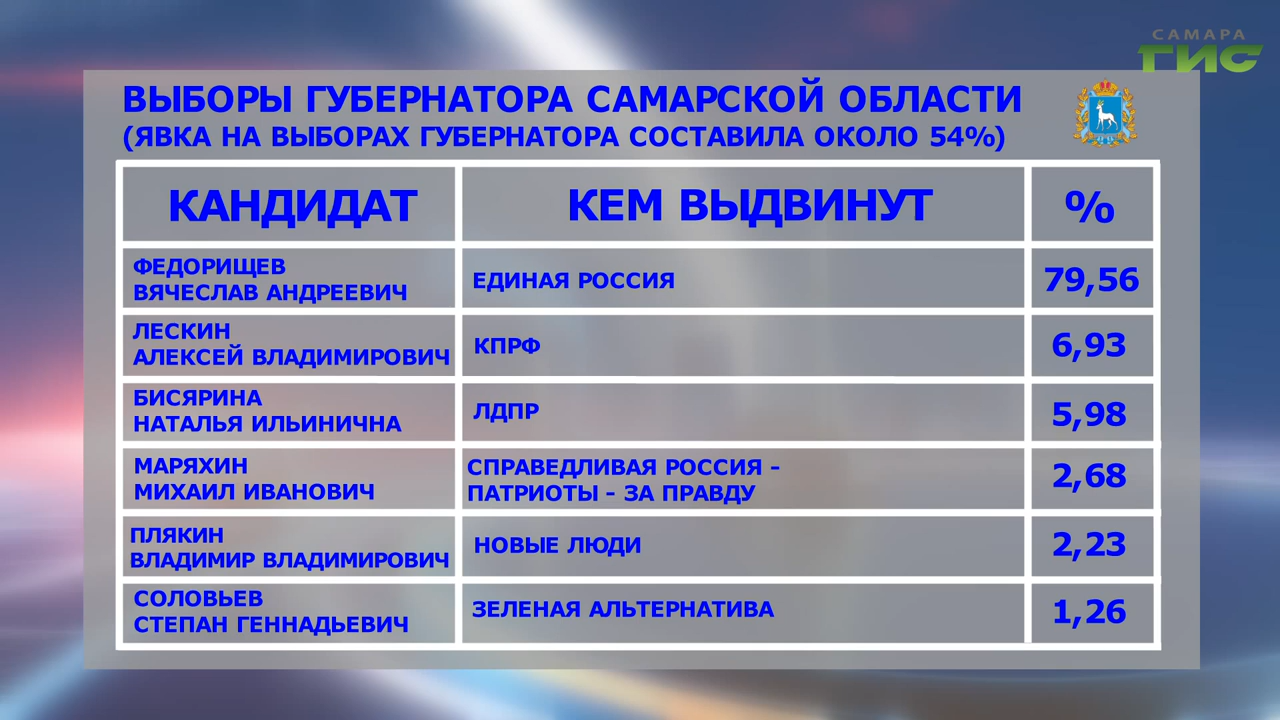 САМАРА
ГИС
ВЫБОРЫ ГУБЕРНАТОРА САМАРСКОЙ ОБЛАСТИ
(ЯВКА НА ВЫБОРАХ ГУБЕРНАТОРА СОСТАВИЛА ОКОЛО 54%)
КАНДИДАТ КЕМ ВЫДВИНУТ %
ФЕДОРИЩЕВ
ВЯЧЕСЛАВ АНДРЕЕВИЧ
ЕДИНАЯ РОССИЯ
79,56
ЛЕСКИН
АЛЕКСЕЙ ВЛАДИМИРОВИЧ
КПРФ
6,93
БИСЯРИНА
НАТАЛЬЯ ИЛЬИНИЧНА
ЛДПР
5,98
МАРЯХИН
МИХАИЛ ИВАНОВИЧ
СПРАВЕДЛИВАЯ РОССИЯ -
ПАТРИОТЫ - ЗА ПРАВДУ
2,68
ПЛЯКИН
ВЛАДИМИР ВЛАДИМИРОВИЧ
НОВЫЕ ЛЮДИ
2,23
СОЛОВЬЕВ
СТЕПАН ГЕННАДЬЕВИЧ
ЗЕЛЕНАЯ АЛЬТЕРНАТИВА
1,26